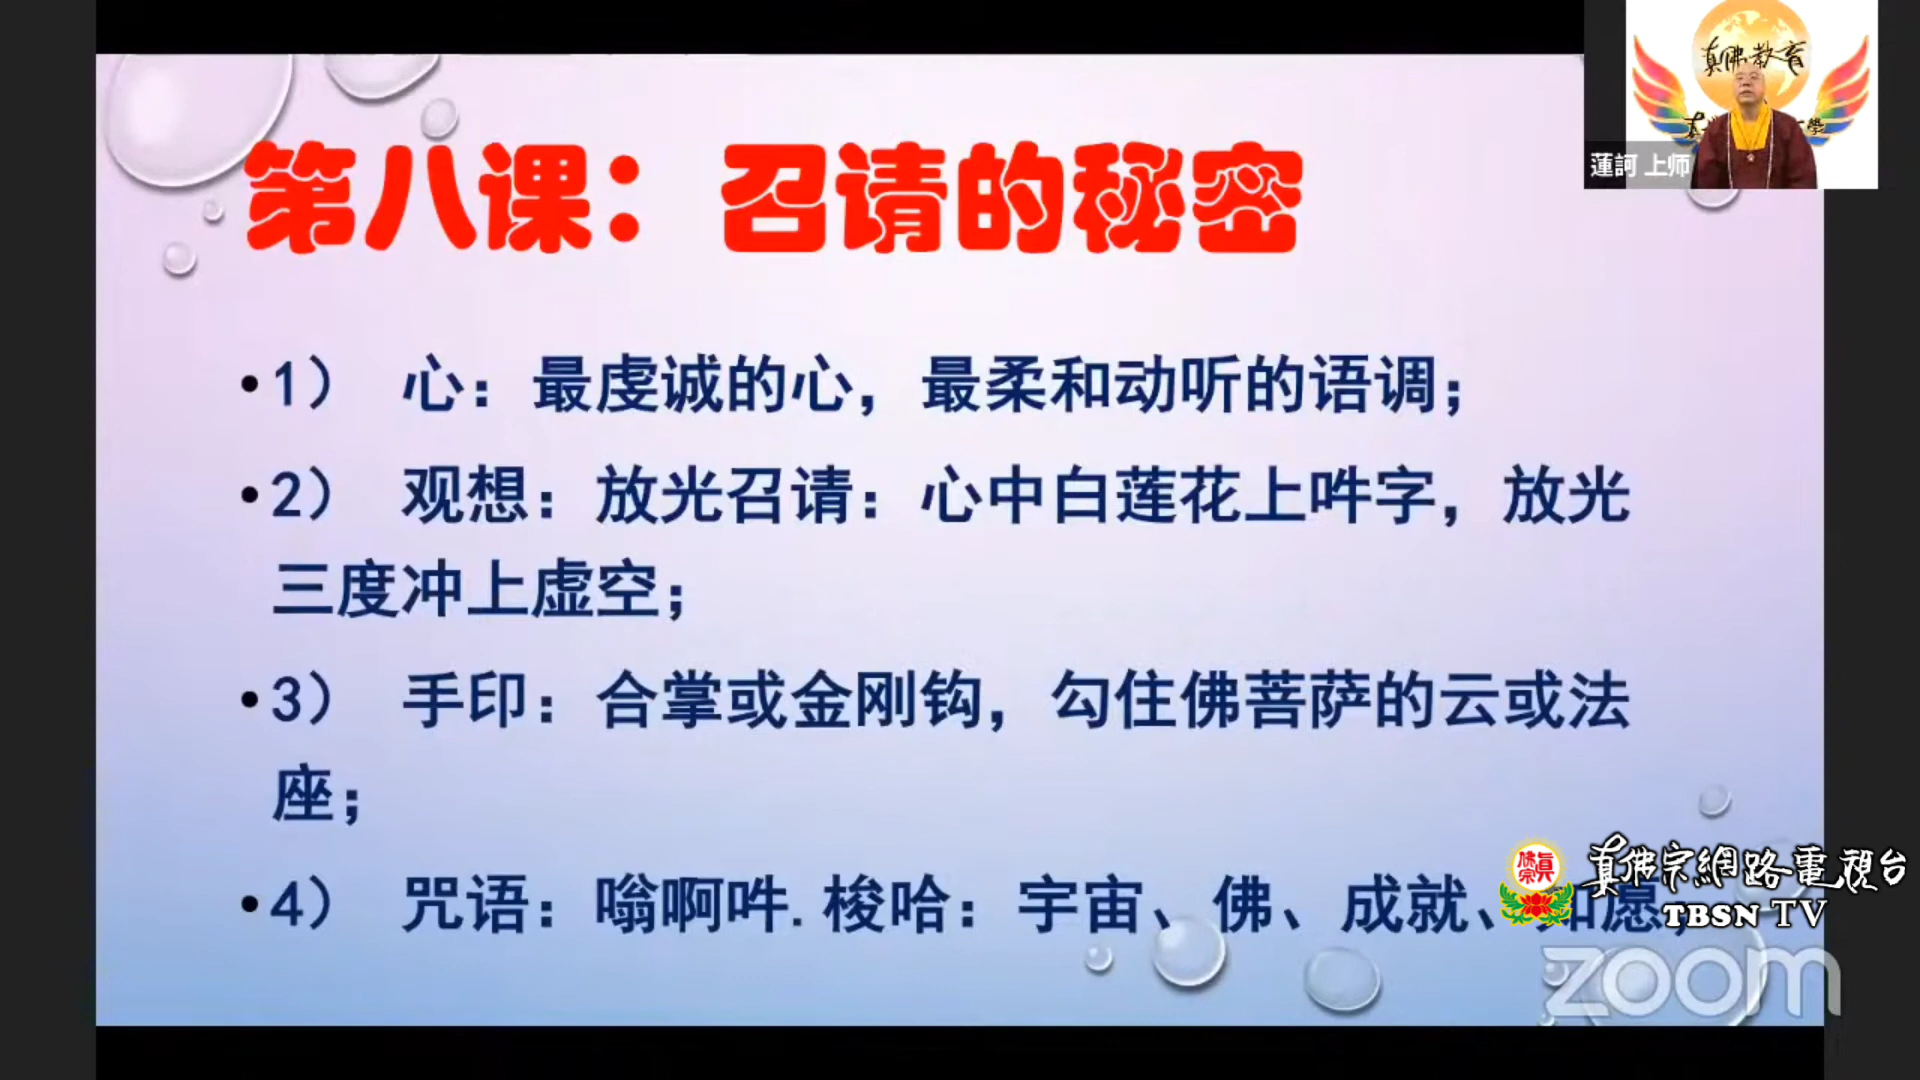 真佛教育
蓮訶 上师
第八课：召请的秘密
•1） 心：最虔诚的心，最柔和动听的语调；
•2） 观想：放光召请：心中白莲花上吽字，放光
三度冲上虚空；
•3） 手印：合掌或金刚钩，勾住佛菩萨的云或法
座；
•4） 咒语：嗡啊吽.梭哈：宇宙、佛、成就、如愿；
真佛宗網路電視台
TBSN TV
zoom